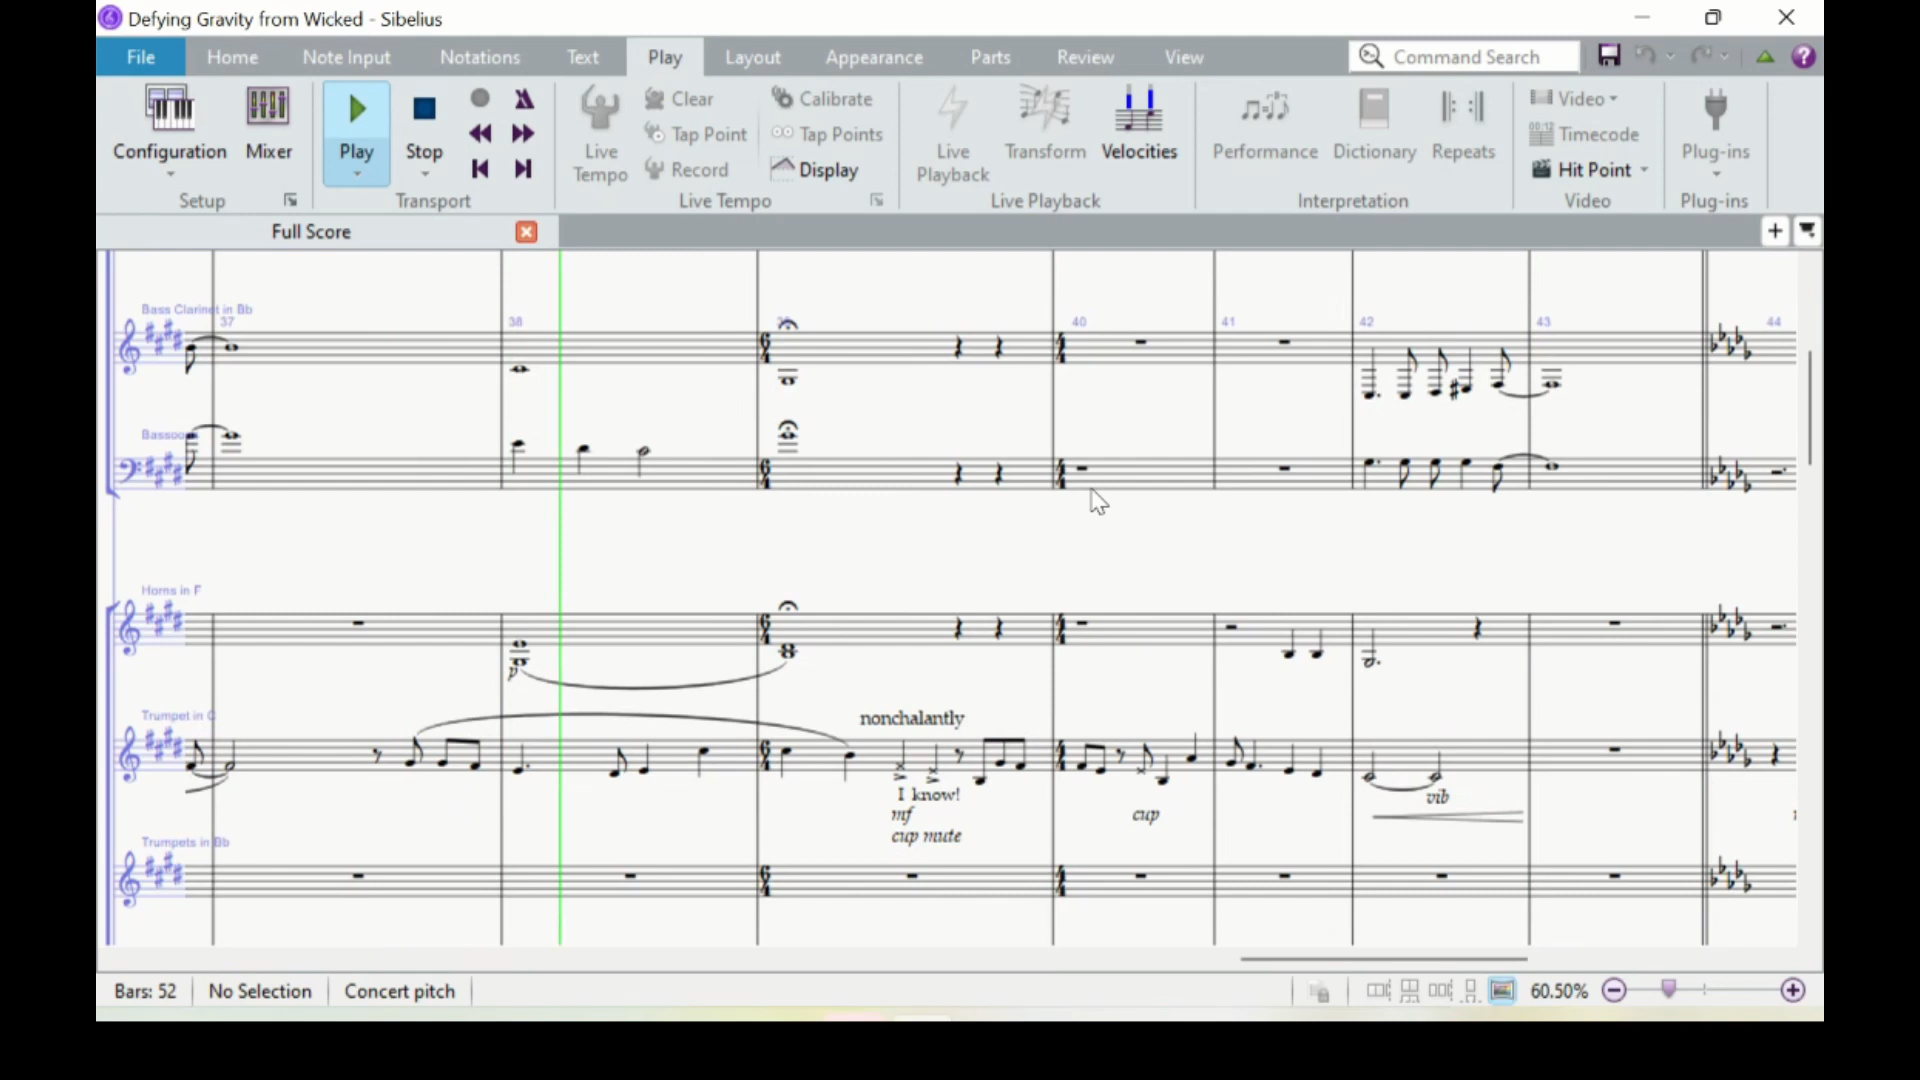 Defying Gravity from Wicked - Sibelius
File Home Note Input Notations Text Play Layout Appearance Parts Review View Command Search
Configuration Mixer Play Stop Live Tempo Clear Tap Point Record Calibrate Tap Points Display Live Playback Transform Velocities Performance Dictionary Repeats Video Timecode Hit Point Plug-ins
Setup Transport Live Tempo Live Playback Interpretation Video Plug-ins
Full Score
Bass Clarinet in Bb
37 38 40 41 42 43 44
Horns in F
p
Trumpet in C
nonchalantly
I know!
vib
mf
cup
cup mute
Trumpets in Bb
Bars: 52 No Selection Concert pitch 60.50%